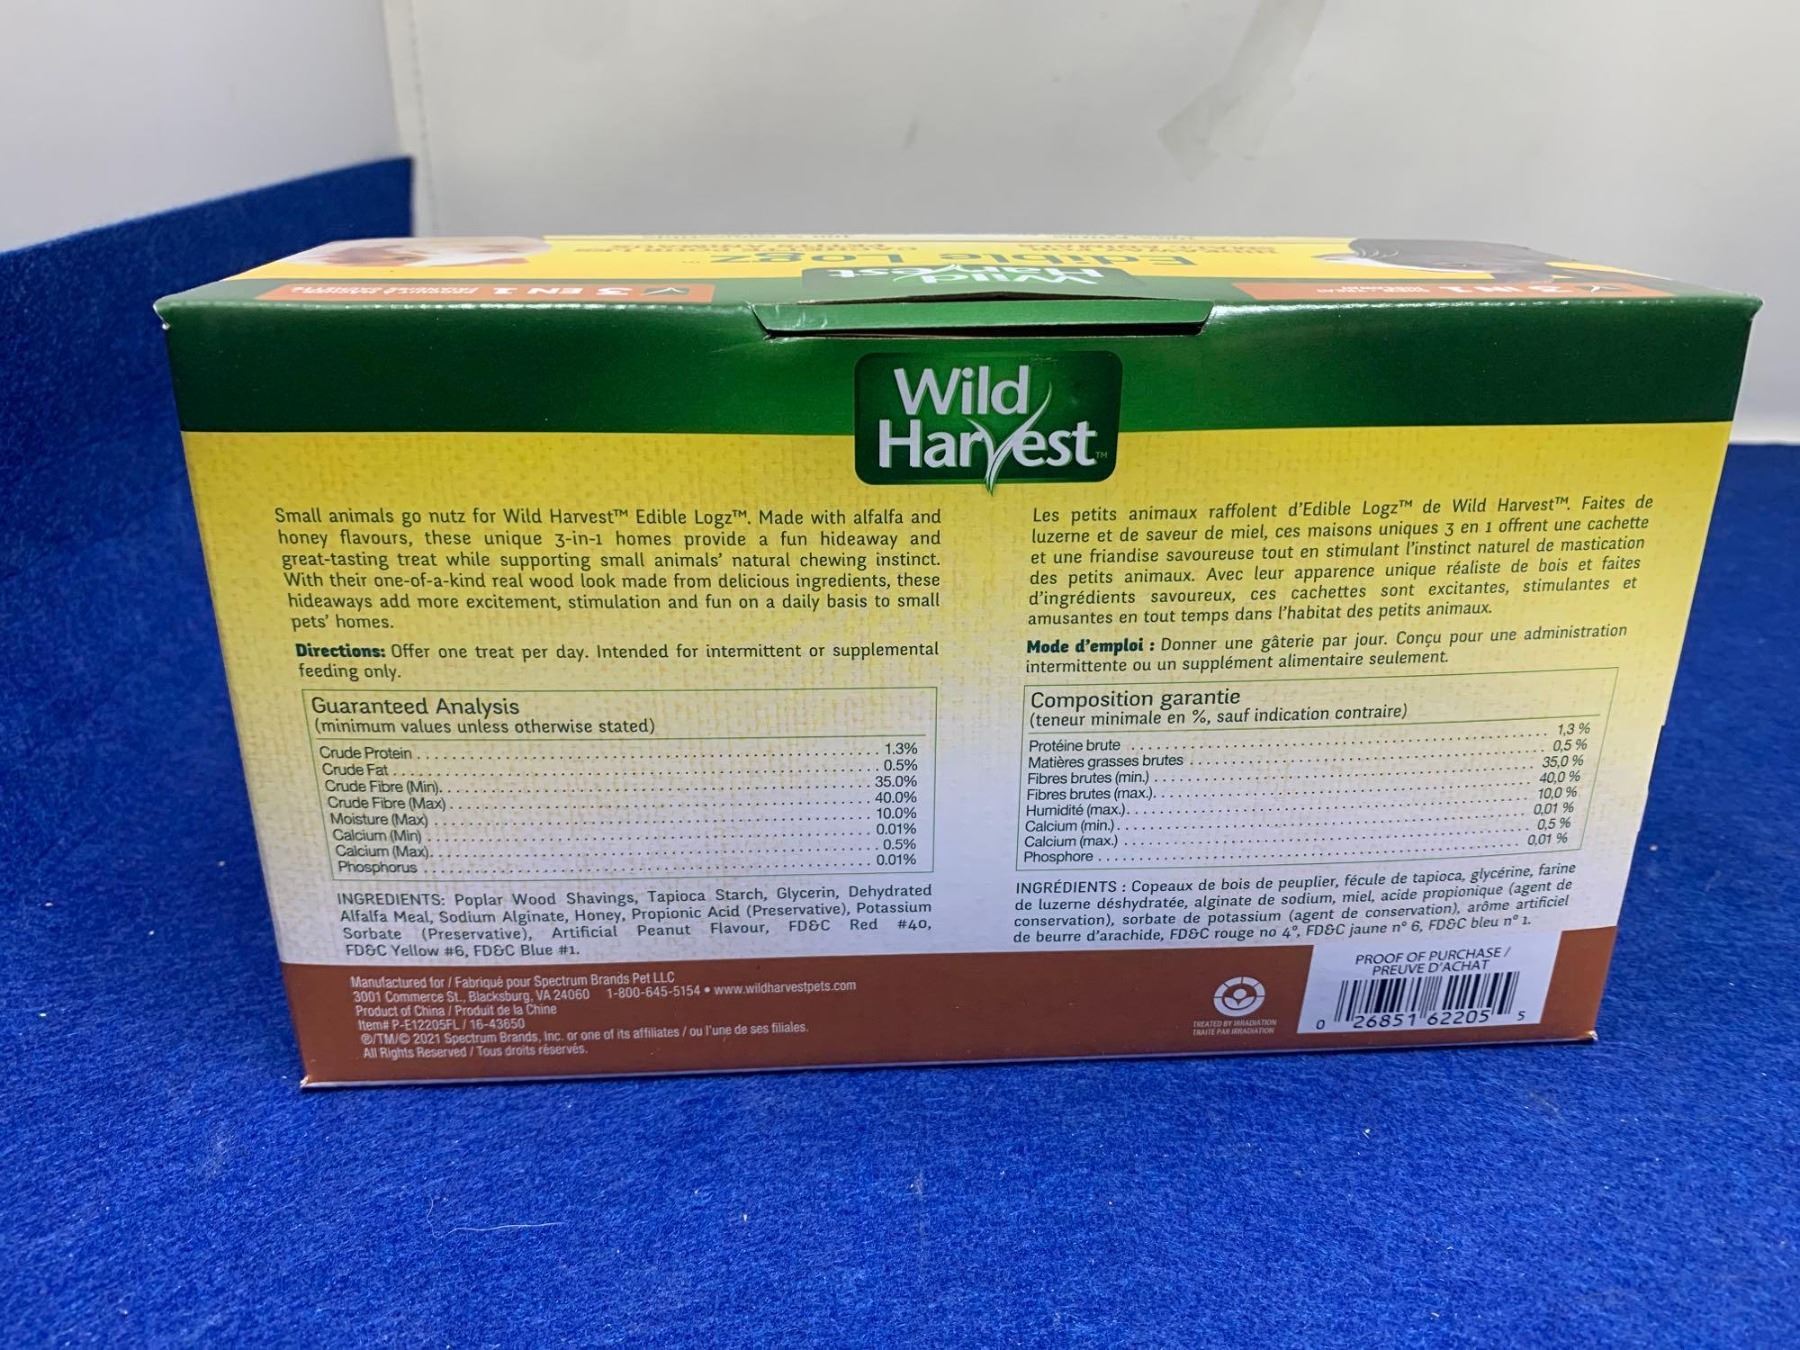 Edible Logz™
Wild
Harvest
3 EN 1
3 IN 1
Wild
Harvest™
Small animals go nutz for Wild Harvest™ Edible Logz™. Made with alfalfa and
honey flavours, these unique 3-in-1 homes provide a fun hideaway and
great-tasting treat while supporting small animals' natural chewing instinct.
With their one-of-a-kind real wood look made from delicious ingredients, these
hideaways add more excitement, stimulation and fun on a daily basis to small
pets' homes.
Directions: Offer one treat per day. Intended for intermittent or supplemental
feeding only.
Guaranteed Analysis
(minimum values unless otherwise stated)
Crude Protein 1.3%
Crude Fat 0.5%
Crude Fibre (Min). 35.0%
Crude Fibre (Max) 40.0%
Moisture (Max) 10.0%
Calcium (Min) 0.01%
Calcium (Max). 0.5%
Phosphorus 0.01%
INGREDIENTS: Poplar Wood Shavings, Tapioca Starch, Glycerin, Dehydrated
Alfalfa Meal, Sodium Alginate, Honey, Propionic Acid (Preservative), Potassium
Sorbate (Preservative), Artificial Peanut Flavour, FD&C Red #40,
FD&C Yellow #6, FD&C Blue #1.
Les petits animaux raffolent d'Edible Logz™ de Wild Harvest™. Faites de
luzerne et de saveur de miel, ces maisons uniques 3 en 1 offrent une cachette
et une friandise savoureuse tout en stimulant l'instinct naturel de mastication
des petits animaux. Avec leur apparence unique réaliste de bois et faites
d'ingrédients savoureux, ces cachettes sont excitantes, stimulantes et
amusantes en tout temps dans l'habitat des petits animaux.
Mode d'emploi : Donner une gâterie par jour. Conçu pour une administration
intermittente ou un supplément alimentaire seulement.
Composition garantie
(teneur minimale en %, sauf indication contraire)
Protéine brute 1,3 %
Matières grasses brutes 0,5 %
Fibres brutes (min.) 35,0 %
Fibres brutes (max.). 40,0 %
Humidité (max.). 10,0 %
Calcium (min.). 0,01 %
Calcium (max.) 0,5 %
Phosphore 0,01 %
INGRÉDIENTS : Copeaux de bois de peuplier, fécule de tapioca, glycérine, farine
de luzerne déshydratée, alginate de sodium, miel, acide propionique (agent de
conservation), sorbate de potassium (agent de conservation), arôme artificiel
de beurre d'arachide, FD&C rouge no 4°, FD&C jaune n° 6, FD&C bleu n° 1.
Manufactured for / Fabriqué pour Spectrum Brands Pet LLC
3001 Commerce St., Blacksburg, VA 24060 1-800-645-5154 • www.wildharvestpets.com
Product of China / Produit de la Chine
Item# P-E12205FL / 16-43650
®/TM/© 2021 Spectrum Brands, Inc. or one of its affiliates / ou l'une de ses filiales.
All Rights Reserved / Tous droits réservés.
TREATED BY IRRADIATION
TRAITÉ PAR IRRADIATION
PROOF OF PURCHASE /
PREUVE D'ACHAT
0 26851 62205 5